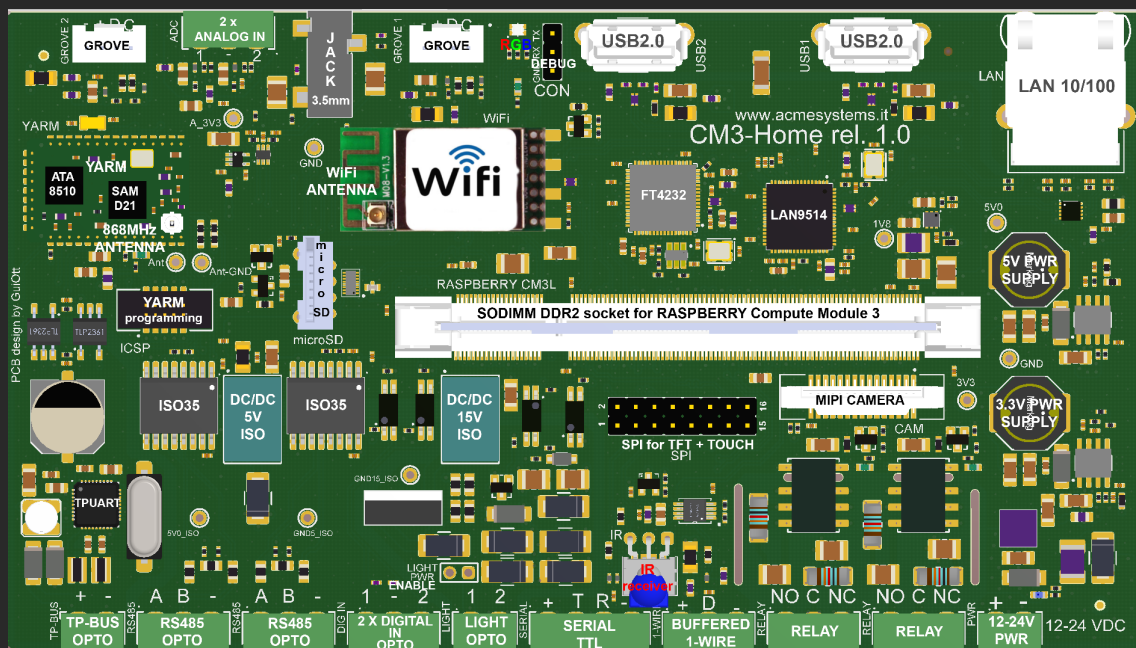 GROVE 2
+ D C
GROVE
ADC
2 x
ANALOG IN
1 2
JACK
3.5mm
GROVE 1
+ D C
GROVE
RGB
TX
RX
GND
DEBUG
CON
USB2.0
USB2
USB1
USB2.0
LAN
LAN 10/100
YARM
A_3V3
GND
WiFi
www.acmesystems.it
CM3-Home rel. 1.0
YARM
ATA
8510
SAM
D21
868MHz
ANTENNA
WiFi
ANTENNA
M08-V1.3
Wifi
FT4232
LAN9514
1V8
5V0
Ant
Ant-GND
micro
SD
microSD
5V PWR
SUPPLY
RASPBERRY CM3L
SODIMM DDR2 socket for RASPBERRY Compute Module 3
PCB design by GuiOtt
TLP2361
TLP2361
YARM
programming
ICSP
GND
ISO35
DC/DC
5V
ISO
ISO35
DC/DC
15V
ISO
2 16
1 15
SPI for TFT + TOUCH
SPI
MIPI CAMERA
CAM
3V3
3.3V PWR
SUPPLY
TPUART
5V0_ISO
GND5_ISO
GND15_ISO
IR
IR
receiver
LIGHT
PWR
ENABLE
TP-BUS
+ -
TP-BUS
OPTO
RS485
A B -
RS485
OPTO
RS485
A B -
RS485
OPTO
DIG IN
1 - 2
2 X DIGITAL
IN
OPTO
LIGHT
1 2
LIGHT
OPTO
SERIAL
+ T R -
SERIAL
TTL
1-WIRE
+ D -
BUFFERED
1-WIRE
RELAY
NO C NC
RELAY
RELAY
NO C NC
RELAY
PWR
+ -
12-24V
PWR
12-24 VDC